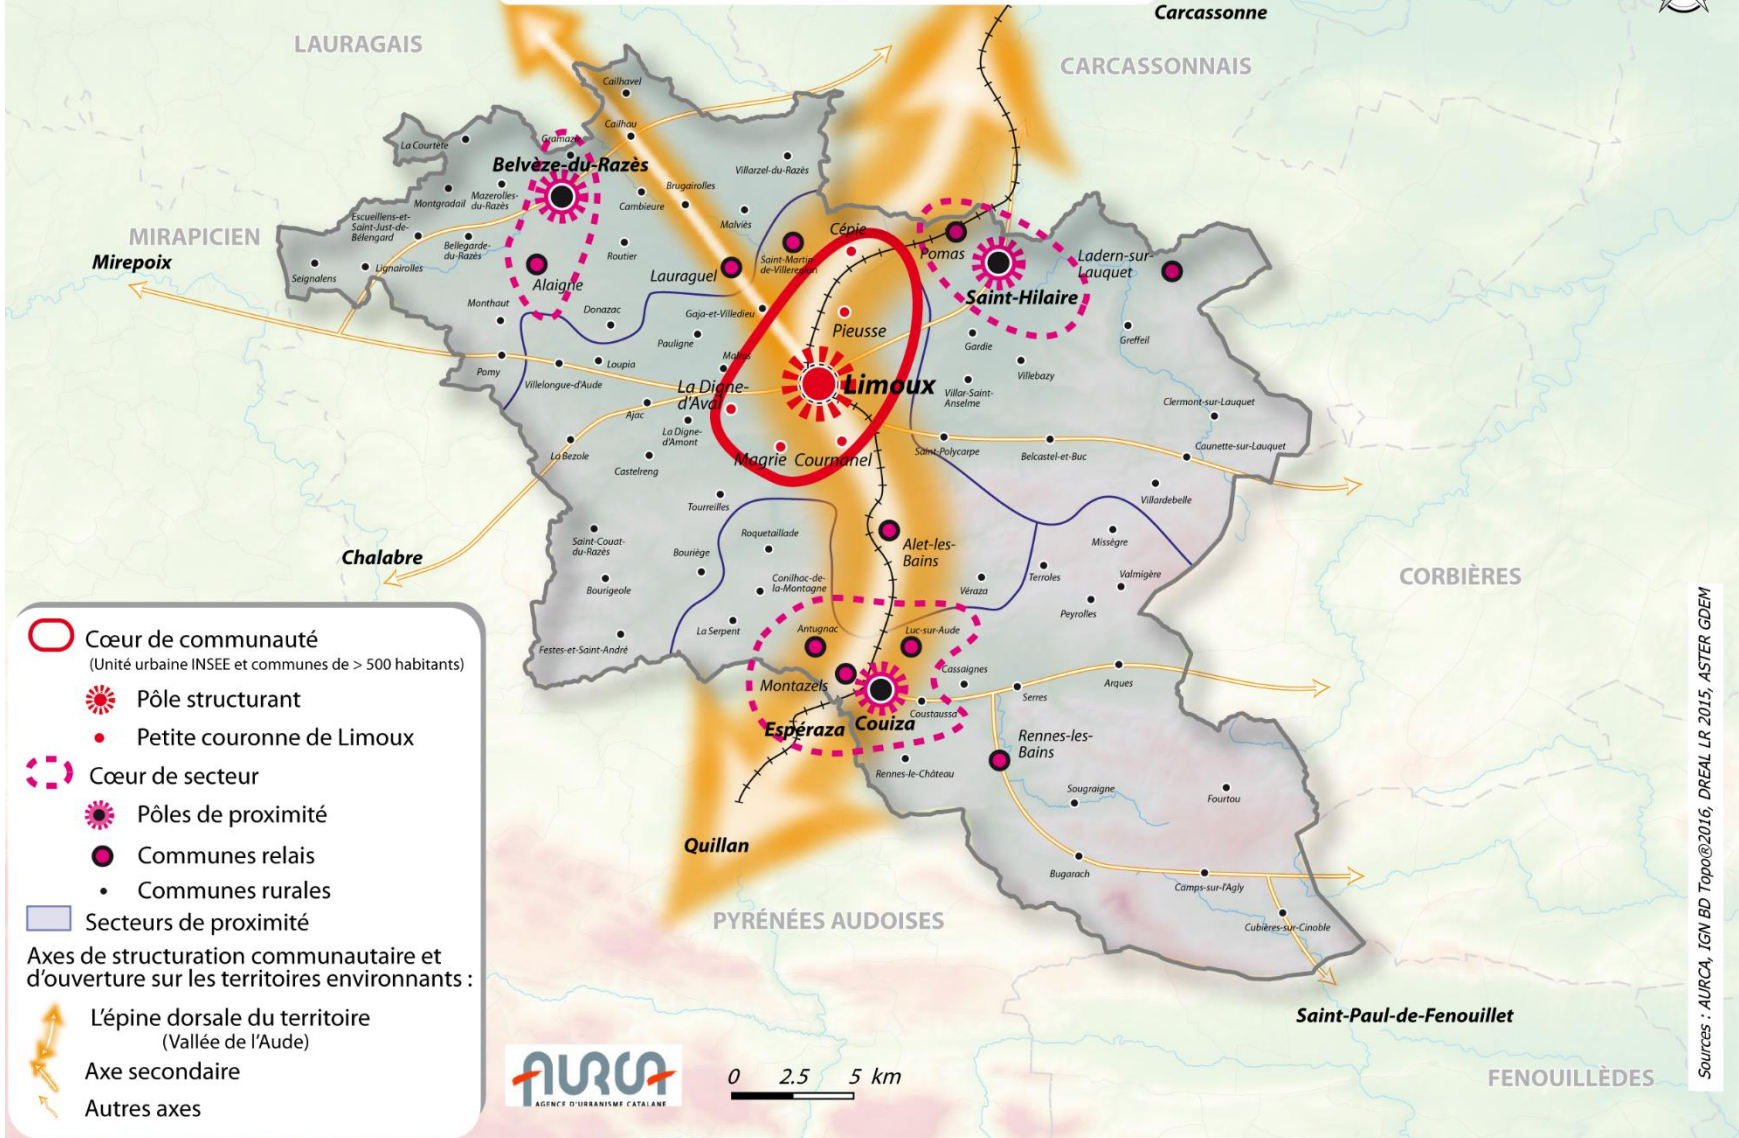 Carcassonne
LAURAGAIS
CARCASSONNAIS
Cailhavel
Cailhau
La Courtète
Gramazie
Belvèze-du-Razès
Villarzel-du-Razès
Mazerolles-
du-Razès
Montgradail
Brugairolles
Cambieure
Escueillens-et-
Saint-Just-de-
Bélengard
Malviès
MIRAPICIEN
Mirepoix
Bellegarde-
du-Razès
Routier
Cépie
Pomas
Ladern-sur-
Lauquet
Seignalens
Lignairolles
Alaigne
Lauraguel
Saint-Martin-
de-Villereglan
Saint-Hilaire
Monthaut
Donazac
Gaja-et-Villedieu
Pieusse
Pauligne
Gardie
Greffeil
Malras
Pomy
Loupia
Villelongue-d'Aude
La Digne-
d'Aval
Limoux
Villebazy
Villar-Saint-
Anselme
Ajac
La Digne-
d'Amont
Clermont-sur-Lauquet
La Bezole
Castelreng
Magrie
Cournanel
Saint-Polycarpe
Belcastel-et-Buc
Caunette-sur-Lauquet
Villardebelle
Tourreilles
Chalabre
Saint-Couat-
du-Razès
Roquetaillade
Bouriège
Alet-les-
Bains
Missègre
Conilhac-de-
la-Montagne
Bourigeole
Véraza
Terroles
Valmigère
Peyrolles
CORBIÈRES
La Serpent
Antugnac
Luc-sur-Aude
Festes-et-Saint-André
Cassaignes
Montazels
Serres
Arques
Coustaussa
Espéraza
Couiza
Rennes-les-
Bains
Rennes-le-Château
Sougraigne
Fourtou
Quillan
Bugarach
Camps-sur-l'Agly
PYRÉNÉES AUDOISES
Cubières-sur-Cinoble
Saint-Paul-de-Fenouillet
FENOUILLÈDES
Cœur de communauté
(Unité urbaine INSEE et communes de > 500 habitants)
Pôle structurant
Petite couronne de Limoux
Cœur de secteur
Pôles de proximité
Communes relais
Communes rurales
Secteurs de proximité
Axes de structuration communautaire et
d'ouverture sur les territoires environnants :
L'épine dorsale du territoire
(Vallée de l'Aude)
Axe secondaire
Autres axes
AURCA
AGENCE D'URBANISME CATALANE
0 2.5 5 km
Sources : AURCA, IGN BD Topo®2016, DREAL LR 2015, ASTER GDEM